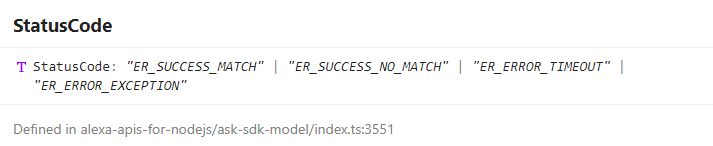 StatusCode
T StatusCode: "ER_SUCCESS_MATCH" | "ER_SUCCESS_NO_MATCH" | "ER_ERROR_TIMEOUT" |
"ER_ERROR_EXCEPTION"
Defined in alexa-apis-for-nodejs/ask-sdk-model/index.ts:3551